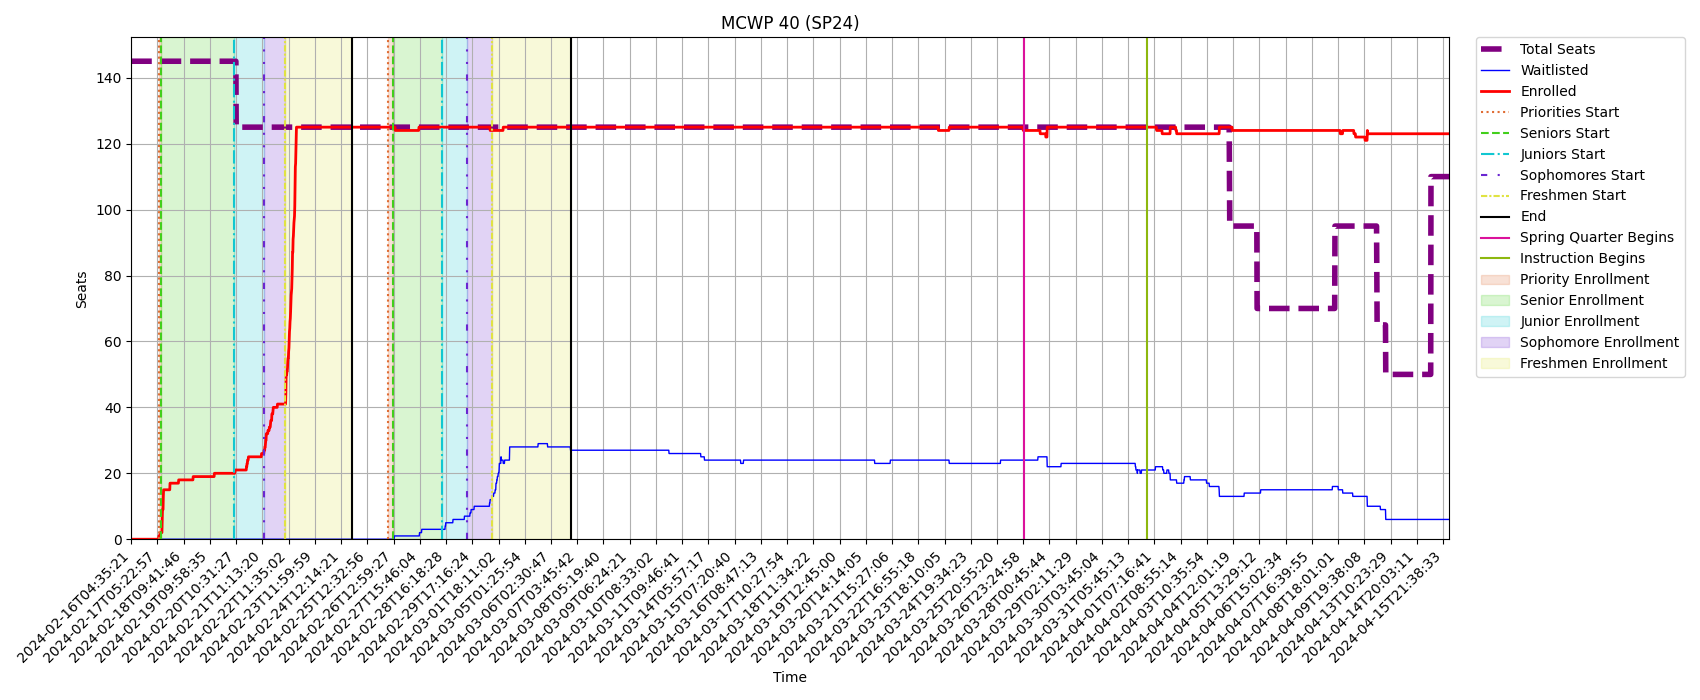 MCWP 40 (SP24)
Seats
140
120
100
80
60
40
20
0
2024-02-16T04:35:21
2024-02-17T05:22:57
2024-02-18T09:41:46
2024-02-19T09:58:35
2024-02-20T10:31:27
2024-02-21T11:13:20
2024-02-22T11:35:02
2024-02-23T11:59:59
2024-02-24T12:14:21
2024-02-25T12:32:56
2024-02-26T12:59:27
2024-02-27T15:46:04
2024-02-28T16:18:28
2024-02-29T17:16:24
2024-03-01T18:11:02
2024-03-05T01:25:54
2024-03-06T02:30:47
2024-03-07T03:45:42
2024-03-08T05:19:40
2024-03-09T06:24:21
2024-03-10T08:33:02
2024-03-11T09:46:41
2024-03-14T05:57:17
2024-03-15T07:20:40
2024-03-16T08:47:13
2024-03-17T10:27:54
2024-03-18T11:34:22
2024-03-19T12:45:00
2024-03-20T14:14:05
2024-03-21T15:27:06
2024-03-22T16:55:18
2024-03-23T18:10:05
2024-03-24T19:34:23
2024-03-25T20:55:20
2024-03-26T23:24:58
2024-03-28T00:45:44
2024-03-29T02:11:29
2024-03-30T03:45:04
2024-03-31T05:45:13
2024-04-01T07:16:41
2024-04-02T08:55:14
2024-04-03T10:35:54
2024-04-04T12:01:19
2024-04-05T13:29:12
2024-04-06T15:02:34
2024-04-07T16:39:55
2024-04-08T18:01:01
2024-04-09T19:38:08
2024-04-13T10:23:29
2024-04-14T20:03:11
2024-04-15T21:38:33
Time
Total Seats
Waitlisted
Enrolled
Priorities Start
Seniors Start
Juniors Start
Sophomores Start
Freshmen Start
End
Spring Quarter Begins
Instruction Begins
Priority Enrollment
Senior Enrollment
Junior Enrollment
Sophomore Enrollment
Freshmen Enrollment